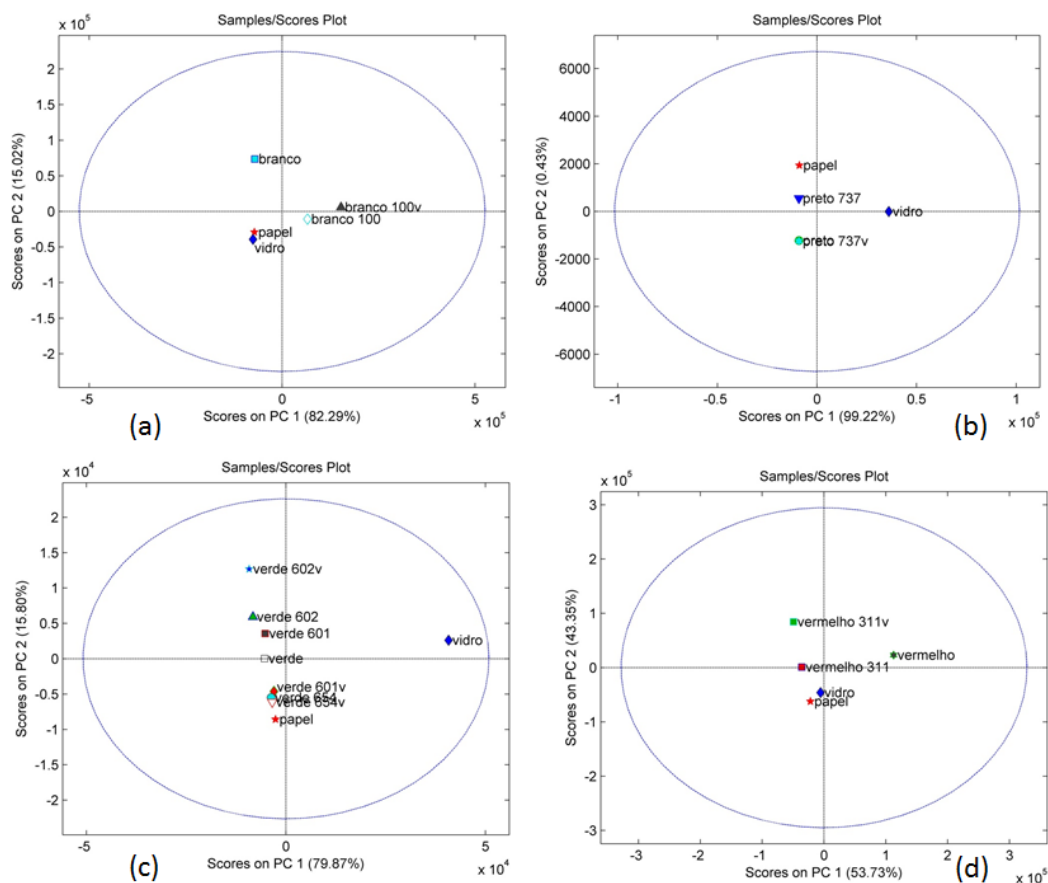 Samples/Scores Plot
x 10^5
2
1.5
1
0.5
0
-0.5
-1
-1.5
-2
Scores on PC 2 (15.02%)
branco
branco 100v
branco 100
papel
vidro
-5
0
5
x 10^5
Scores on PC 1 (82.29%)
(a)
Samples/Scores Plot
6000
4000
2000
0
-2000
-4000
-6000
Scores on PC 2 (0.43%)
papel
preto 737
vidro
preto 737v
-1
-0.5
0
0.5
1
x 10^5
Scores on PC 1 (99.22%)
(b)
Samples/Scores Plot
x 10^4
2
1.5
1
0.5
0
-0.5
-1
-1.5
-2
Scores on PC 2 (15.80%)
verde 602v
verde 602
verde 601
vidro
verde
verde 601v
verde 654
verde 654v
papel
-5
0
5
x 10^4
Scores on PC 1 (79.87%)
(c)
Samples/Scores Plot
x 10^5
3
2
1
0
-1
-2
-3
Scores on PC 2 (43.35%)
vermelho 311v
vermelho
vermelho 311
vidro
papel
-3
-2
-1
0
1
2
3
x 10^5
Scores on PC 1 (53.73%)
(d)